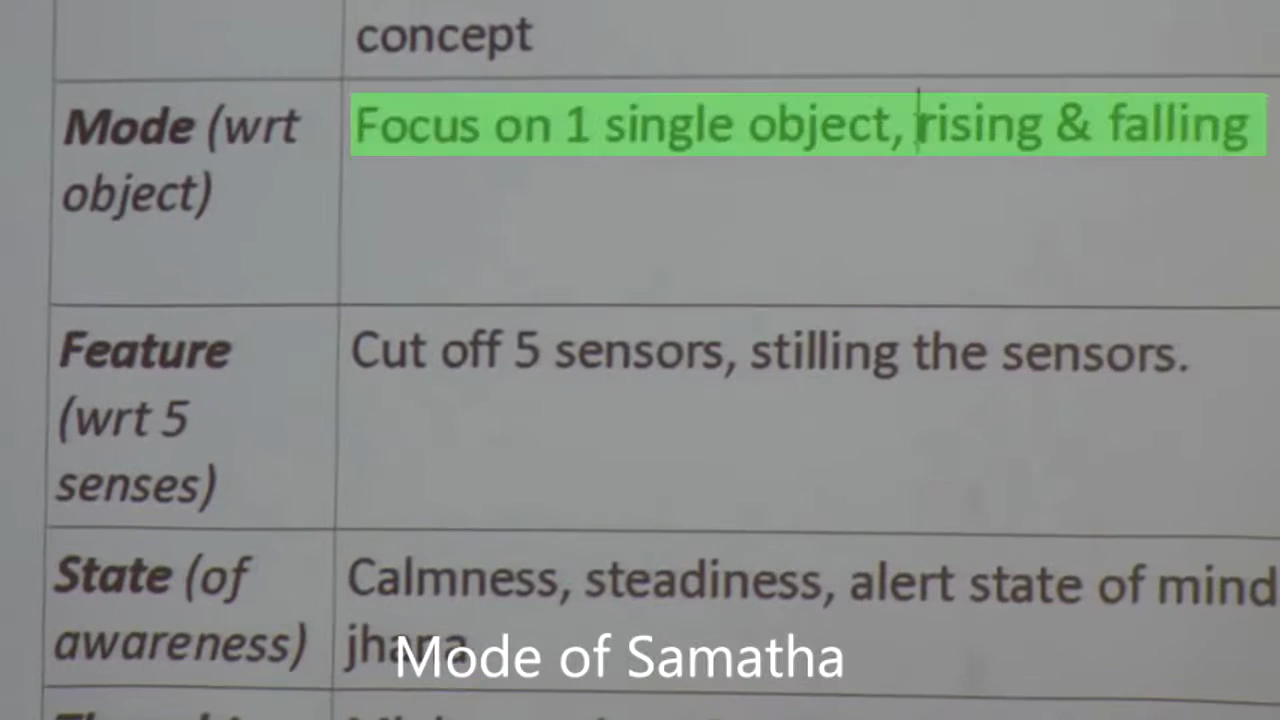 concept
Mode (wrt
object)
Focus on 1 single object, rising & falling
Feature
(wrt 5
senses)
Cut off 5 sensors, stilling the sensors.
State (of
awareness)
Calmness, steadiness, alert state of mind
jhana
Mode of Samatha